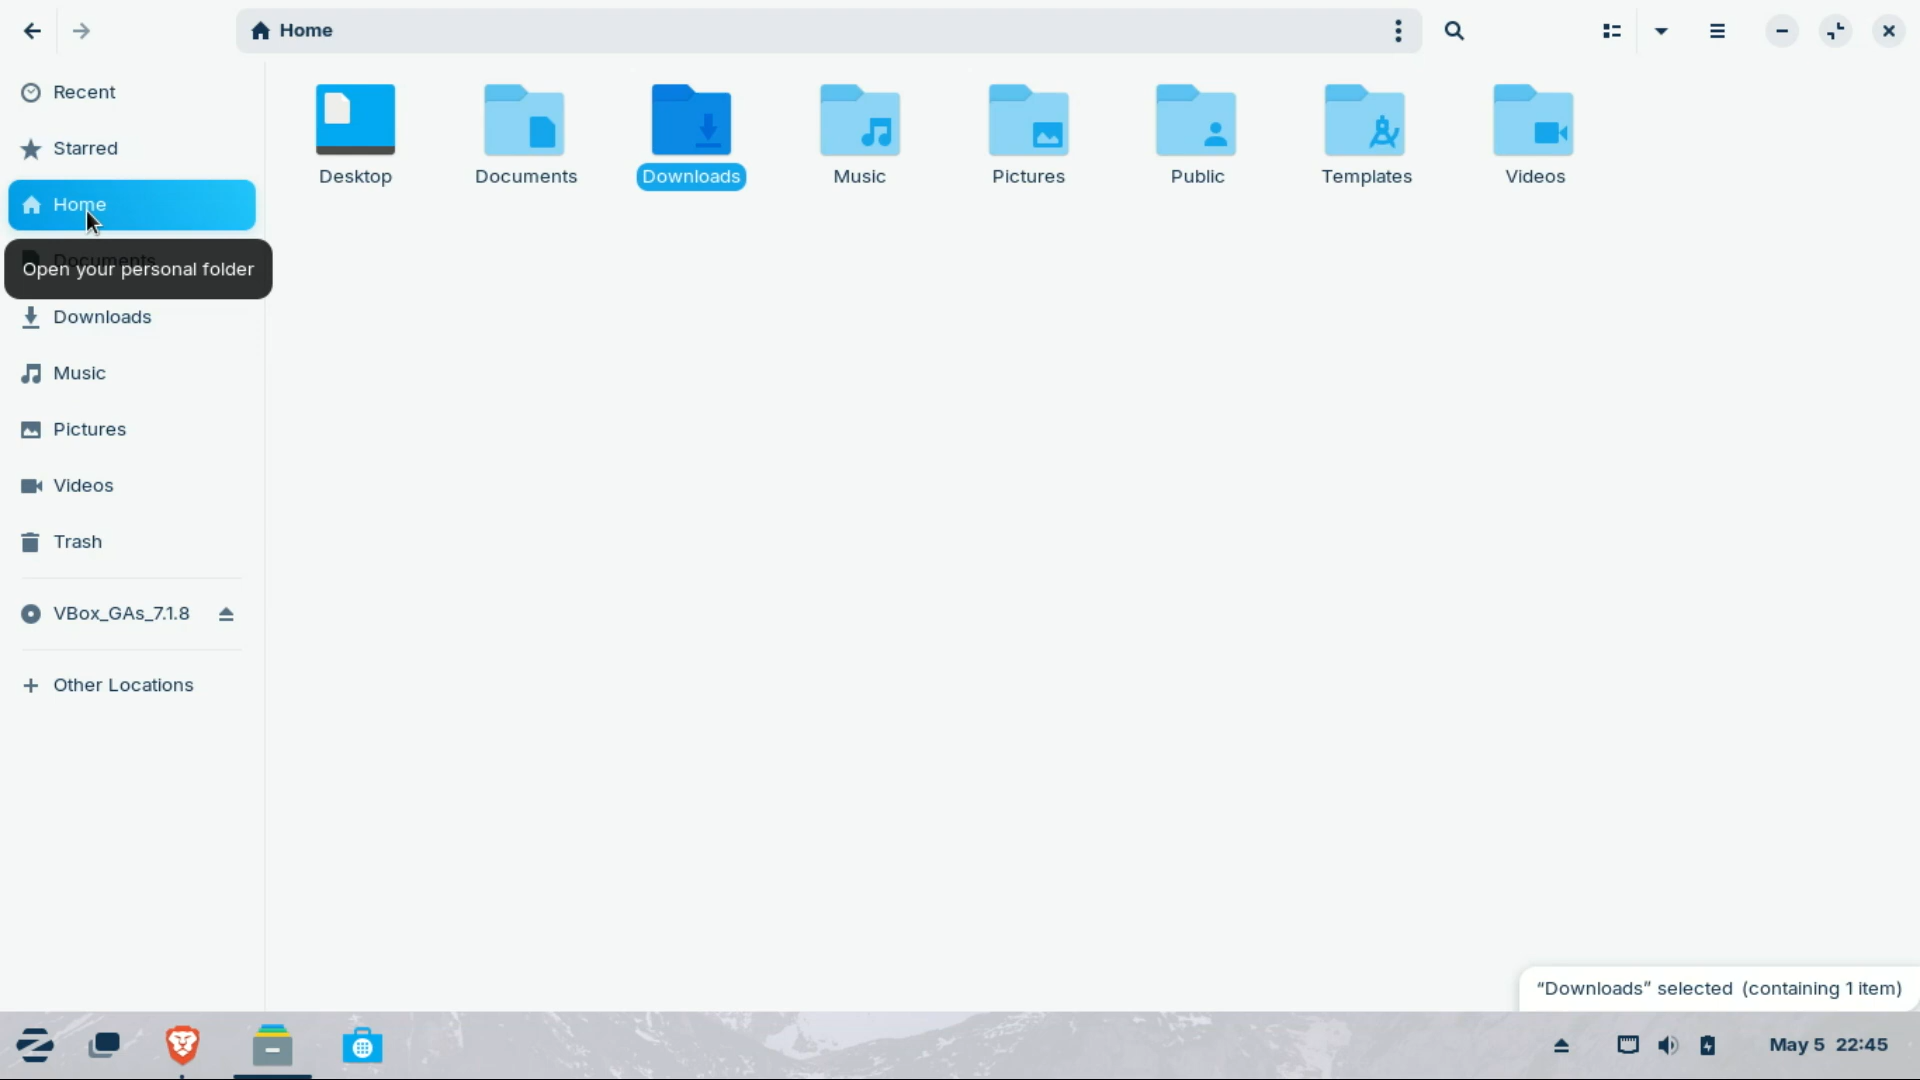 Home
Recent
Starred
Home
Documents
Open your personal folder
Downloads
Music
Pictures
Videos
Trash
VBox_GAs_7.1.8
Other Locations
Desktop
Documents
Downloads
Music
Pictures
Public
Templates
Videos
“Downloads” selected (containing 1 item)
May 5 22:45